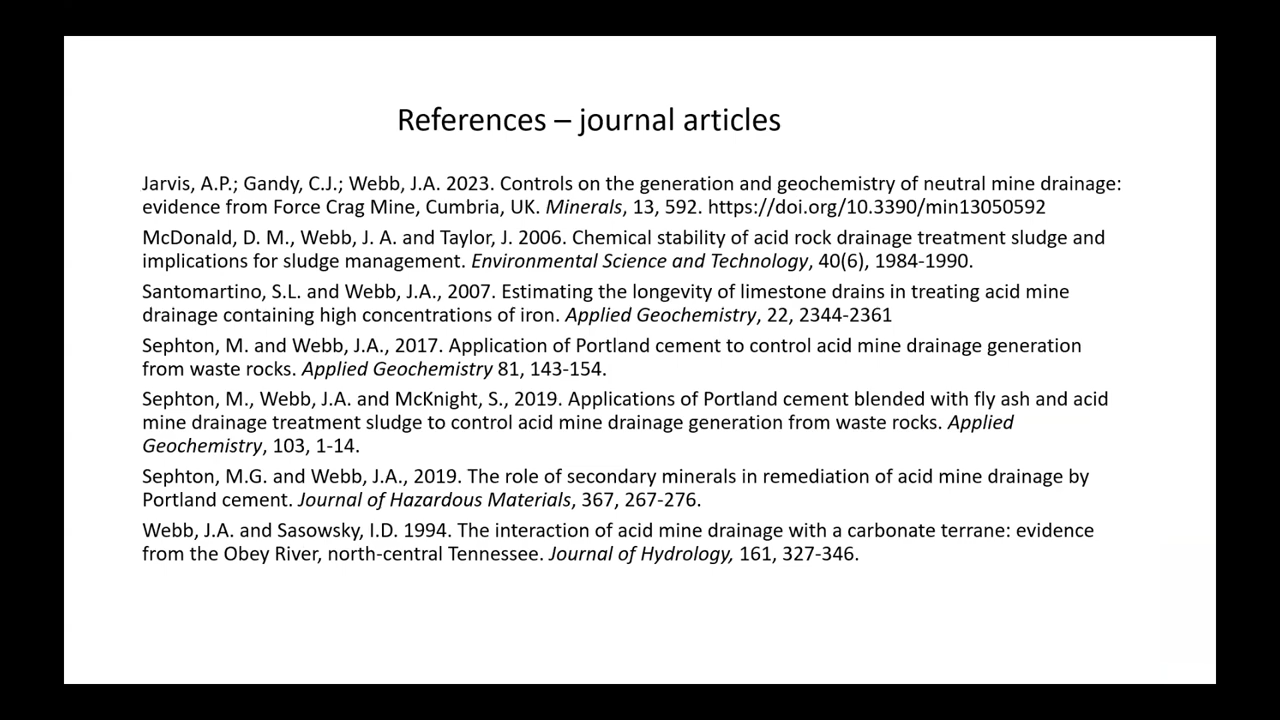 References – journal articles
Jarvis, A.P.; Gandy, C.J.; Webb, J.A. 2023. Controls on the generation and geochemistry of neutral mine drainage:
evidence from Force Crag Mine, Cumbria, UK. Minerals, 13, 592. https://doi.org/10.3390/min13050592
McDonald, D. M., Webb, J. A. and Taylor, J. 2006. Chemical stability of acid rock drainage treatment sludge and
implications for sludge management. Environmental Science and Technology, 40(6), 1984-1990.
Santomartino, S.L. and Webb, J.A., 2007. Estimating the longevity of limestone drains in treating acid mine
drainage containing high concentrations of iron. Applied Geochemistry, 22, 2344-2361
Sephton, M. and Webb, J.A., 2017. Application of Portland cement to control acid mine drainage generation
from waste rocks. Applied Geochemistry 81, 143-154.
Sephton, M., Webb, J.A. and McKnight, S., 2019. Applications of Portland cement blended with fly ash and acid
mine drainage treatment sludge to control acid mine drainage generation from waste rocks. Applied
Geochemistry, 103, 1-14.
Sephton, M.G. and Webb, J.A., 2019. The role of secondary minerals in remediation of acid mine drainage by
Portland cement. Journal of Hazardous Materials, 367, 267-276.
Webb, J.A. and Sasowsky, I.D. 1994. The interaction of acid mine drainage with a carbonate terrane: evidence
from the Obey River, north-central Tennessee. Journal of Hydrology, 161, 327-346.